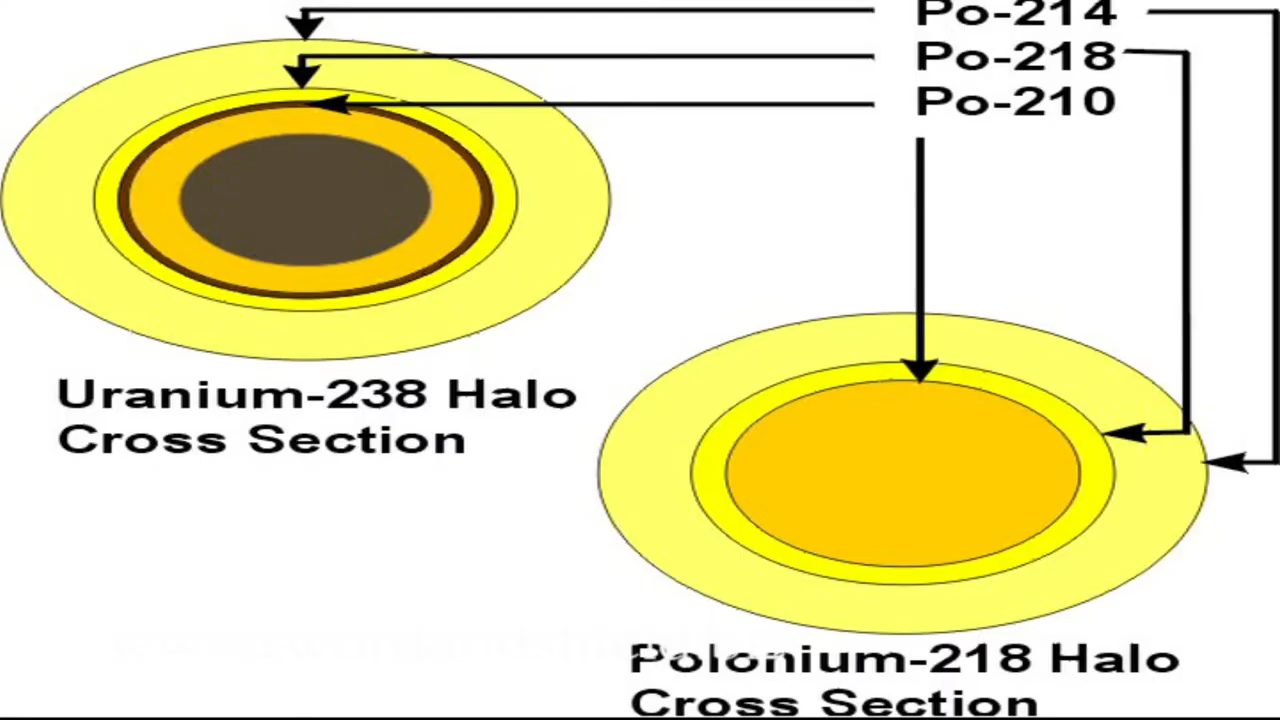 Po-214
Po-218
Po-210
Uranium-238 Halo
Cross Section
Polonium-218 Halo
Cross Section